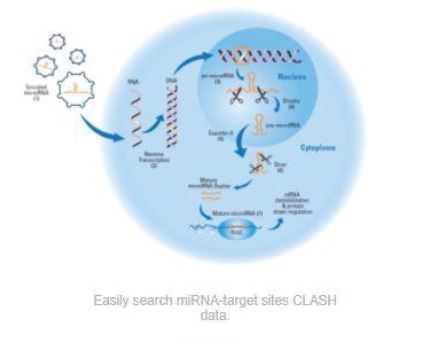 Encoded
microRNA
(1)
RNA
DNA
Reverse
Transcription
(2)
pri-microRNA
(3)
Nucleus
Drosha
(4)
pre-microRNA
Exportin-5
(5)
Cytoplasm
Dicer
(6)
Mature
microRNA Duplex
Mature microRNA (7)
RISC
mRNA
destabilization
& protein
down regulation
Easily search miRNA-target sites CLASH
data.